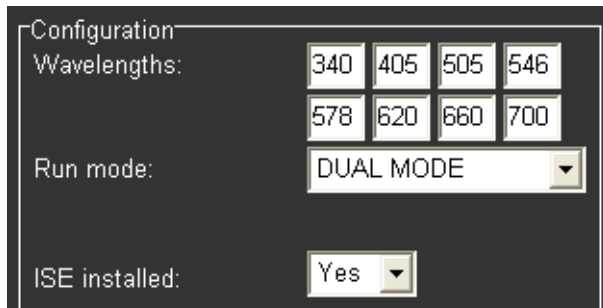 Configuration
Wavelengths: 340 405 505 546
578 620 660 700
Run mode: DUAL MODE
ISE installed: Yes